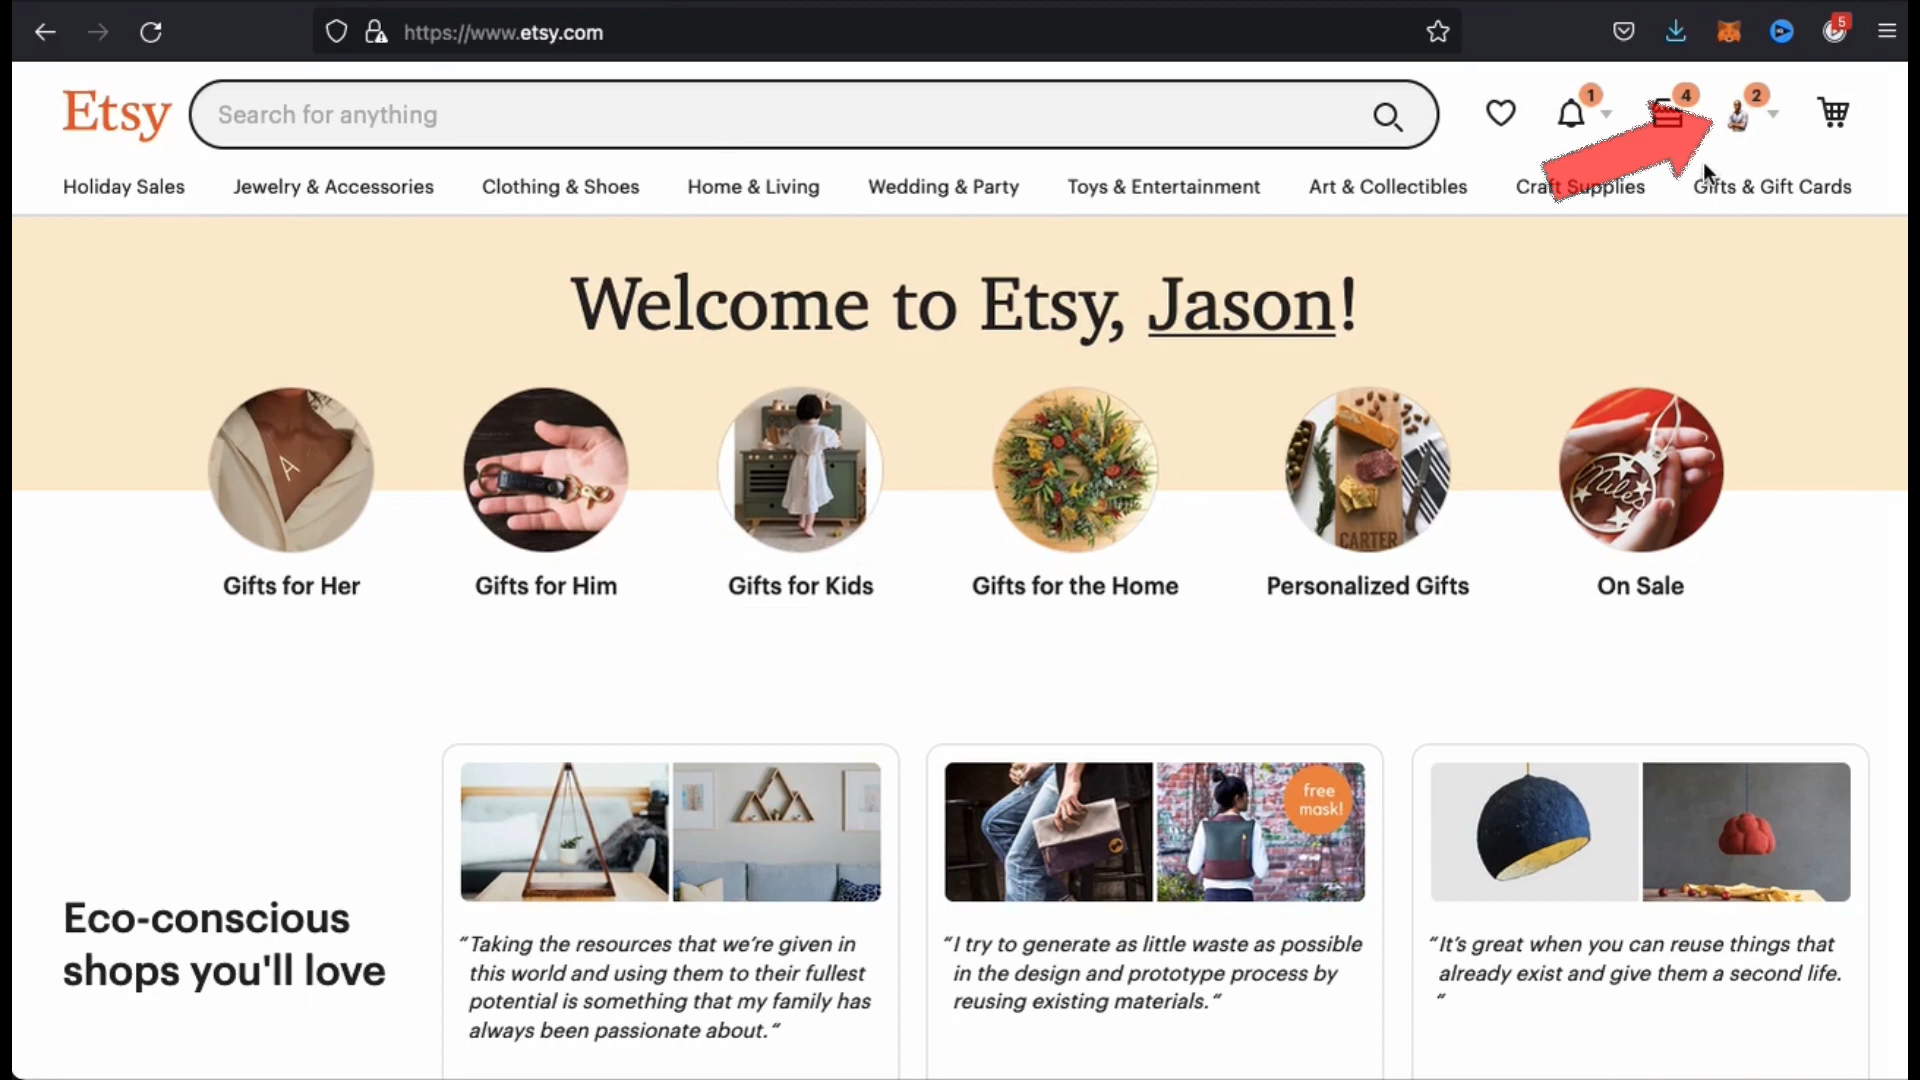 https://www.etsy.com
5
Etsy
Search for anything
1
4
2
Holiday Sales
Jewelry & Accessories
Clothing & Shoes
Home & Living
Wedding & Party
Toys & Entertainment
Art & Collectibles
Craft Supplies
Gifts & Gift Cards
Welcome to Etsy, Jason!
A
CARTER
Miles
Gifts for Her
Gifts for Him
Gifts for Kids
Gifts for the Home
Personalized Gifts
On Sale
free
mask!
Eco-conscious
shops you'll love
“Taking the resources that we’re given in
this world and using them to their fullest
potential is something that my family has
always been passionate about.“
“I try to generate as little waste as possible
in the design and prototype process by
reusing existing materials.“
“It’s great when you can reuse things that
already exist and give them a second life.
“